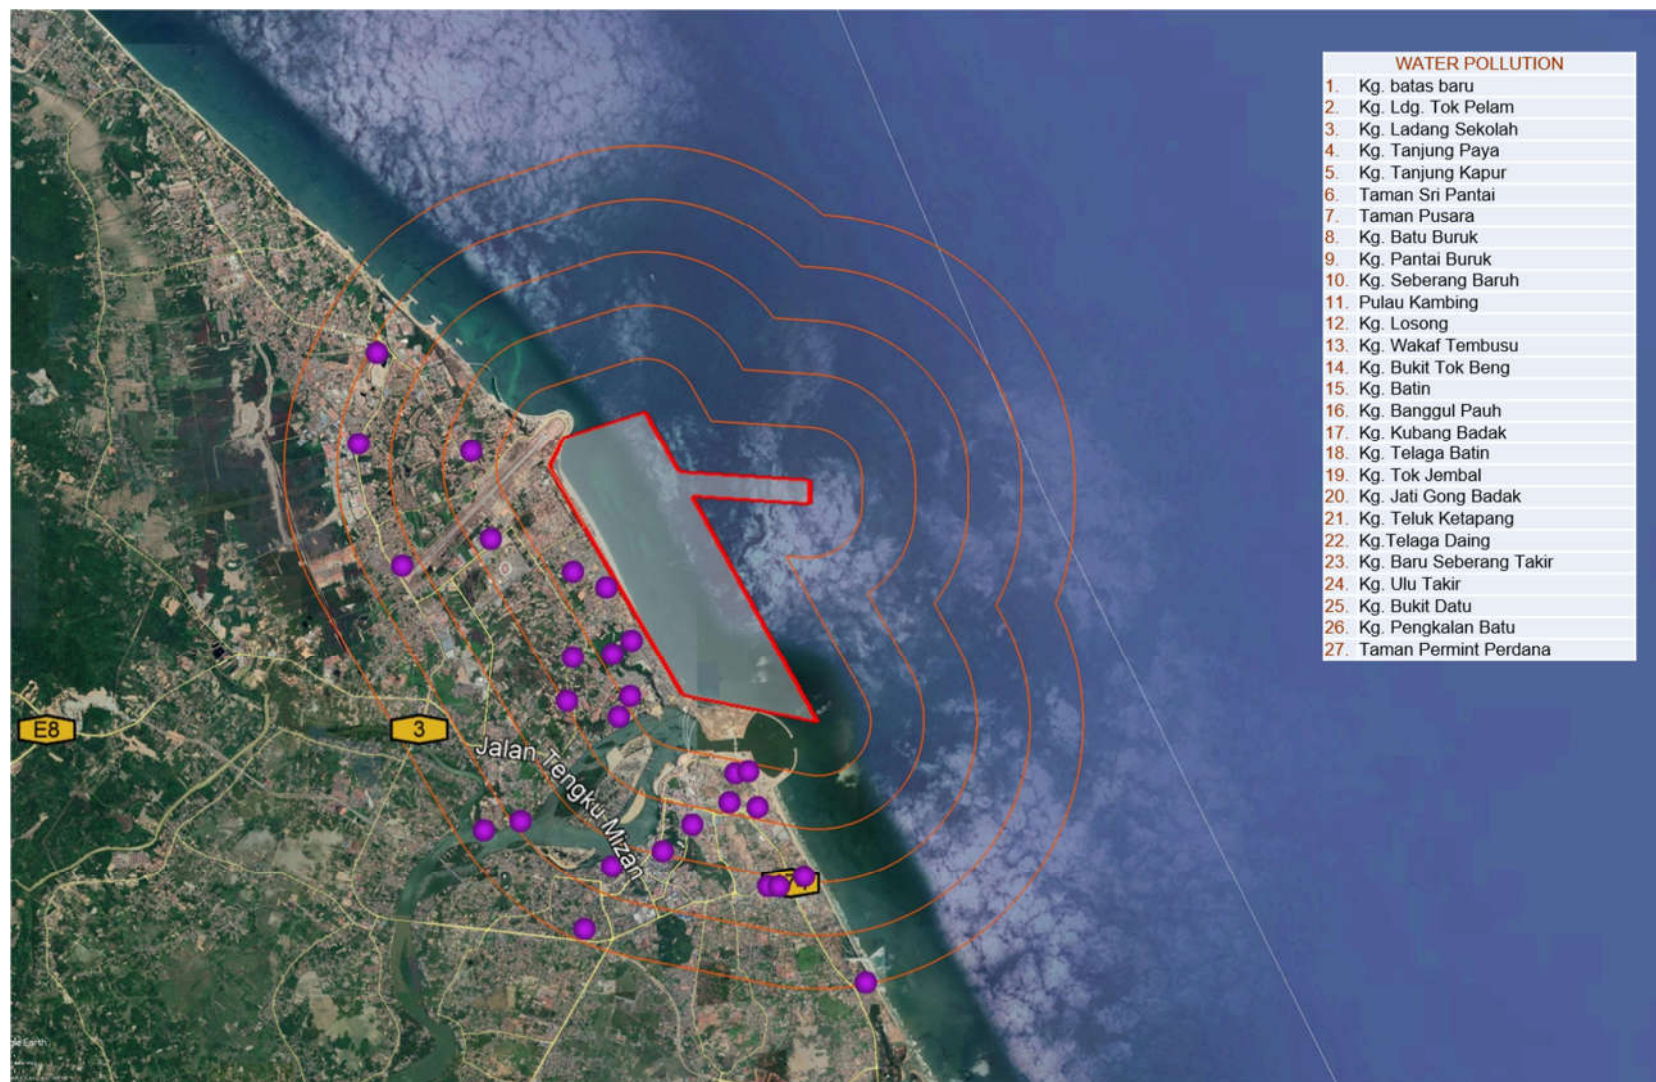 WATER POLLUTION
1. Kg. batas baru
2. Kg. Ldg. Tok Pelam
3. Kg. Ladang Sekolah
4. Kg. Tanjung Paya
5. Kg. Tanjung Kapur
6. Taman Sri Pantai
7. Taman Pusara
8. Kg. Batu Buruk
9. Kg. Pantai Buruk
10. Kg. Seberang Baruh
11. Pulau Kambing
12. Kg. Losong
13. Kg. Wakaf Tembusu
14. Kg. Bukit Tok Beng
15. Kg. Batin
16. Kg. Banggul Pauh
17. Kg. Kubang Badak
18. Kg. Telaga Batin
19. Kg. Tok Jembal
20. Kg. Jati Gong Badak
21. Kg. Teluk Ketapang
22. Kg.Telaga Daing
23. Kg. Baru Seberang Takir
24. Kg. Ulu Takir
25. Kg. Bukit Datu
26. Kg. Pengkalan Batu
27. Taman Permint Perdana
E8
3
Jalan Tengku Mizan
Earth